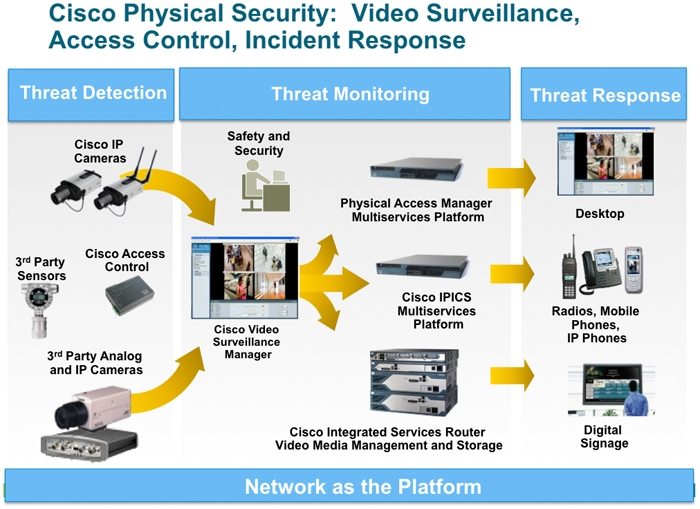 Cisco Physical Security:  Video Surveillance,
Access Control, Incident Response
Threat Detection
Threat Monitoring
Threat Response
Cisco IP
Cameras
3rd Party
Sensors
Cisco Access
Control
3rd Party Analog
and IP Cameras
Safety and
Security
Cisco Video
Surveillance
Manager
Physical Access Manager
Multiservices Platform
Cisco IPICS
Multiservices
Platform
Cisco Integrated Services Router
Video Media Management and Storage
Desktop
Radios, Mobile
Phones,
IP Phones
Digital
Signage
Network as the Platform